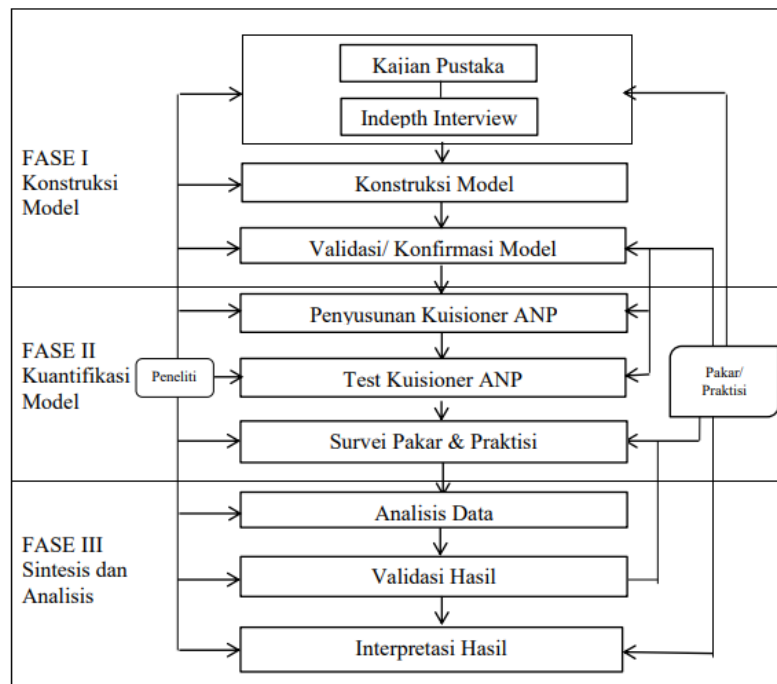 Kajian Pustaka
Indepth Interview
FASE I
Konstruksi
Model
Konstruksi Model
Validasi/ Konfirmasi Model
Penyusunan Kuisioner ANP
FASE II
Kuantifikasi
Model
Peneliti
Test Kuisioner ANP
Pakar/
Praktisi
Survei Pakar & Praktisi
Analisis Data
FASE III
Sintesis dan
Analisis
Validasi Hasil
Interpretasi Hasil